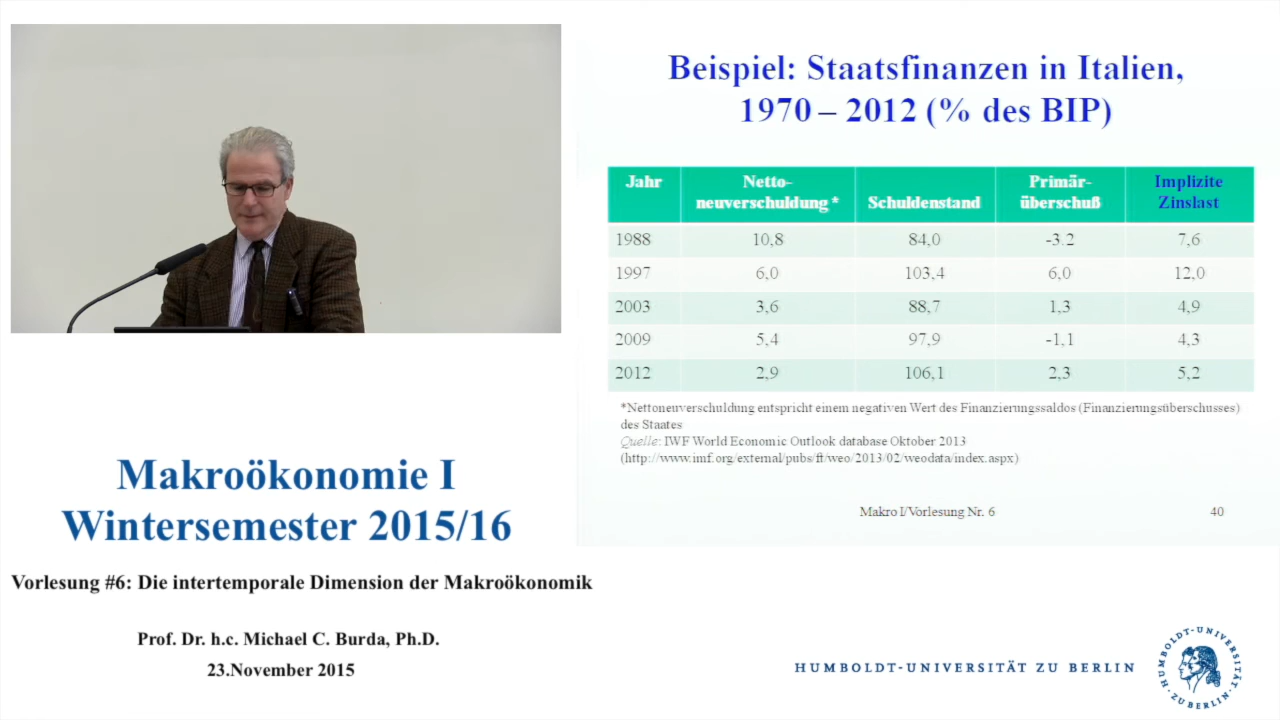 Beispiel: Staatsfinanzen in Italien,
1970 – 2012 (% des BIP)
Jahr Netto-neuverschuldung * Schuldenstand Primär-überschuß Implizite Zinslast
1988 10,8 84,0 -3.2 7,6
1997 6,0 103,4 6,0 12,0
2003 3,6 88,7 1,3 4,9
2009 5,4 97,9 -1,1 4,3
2012 2,9 106,1 2,3 5,2
*Nettoneuverschuldung entspricht einem negativen Wert des Finanzierungssaldos (Finanzierungsüberschusses)
des Staates
Quelle: IWF World Economic Outlook database Oktober 2013
(http://www.imf.org/external/pubs/ft/weo/2013/02/weodata/index.aspx)
Makro I/Vorlesung Nr. 6 40
Makroökonomie I
Wintersemester 2015/16
Vorlesung #6: Die intertemporale Dimension der Makroökonomik
Prof. Dr. h.c. Michael C. Burda, Ph.D.
23.November 2015
HUMBOLDT-UNIVERSITÄT ZU BERLIN
HUMBOLDT-UNIVERSITÄT ZU BERLIN